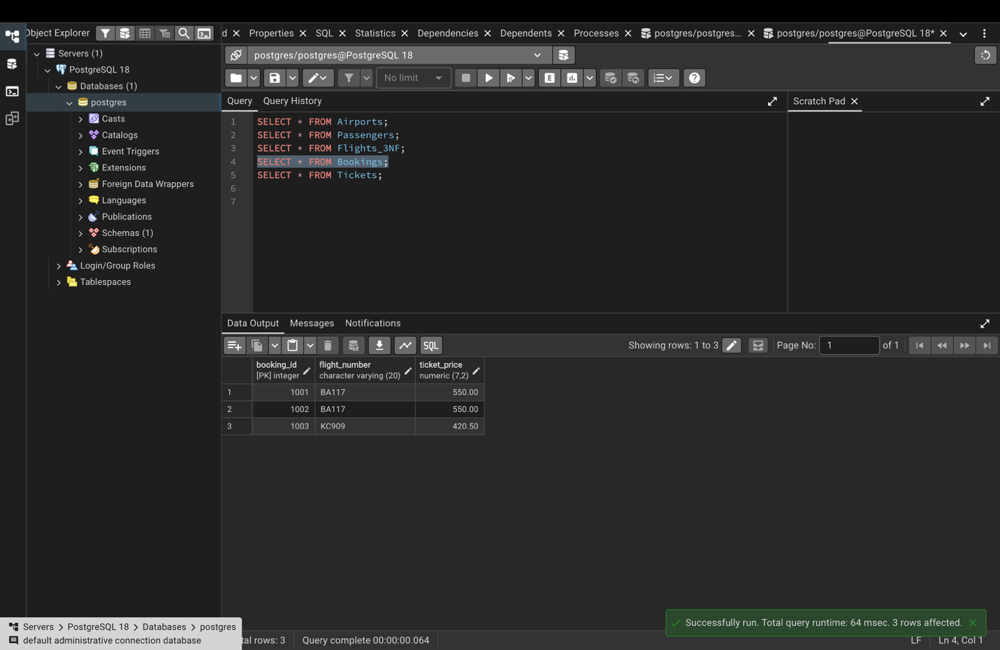 Object Explorer
d
Properties
SQL
Statistics
Dependencies
Dependents
Processes
postgres/postgres...
postgres/postgres@PostgreSQL 18*
Servers (1)
PostgreSQL 18
Databases (1)
postgres
Casts
Catalogs
Event Triggers
Extensions
Foreign Data Wrappers
Languages
Publications
Schemas (1)
Subscriptions
Login/Group Roles
Tablespaces
postgres/postgres@PostgreSQL 18
No limit
E
Query
Query History
Scratch Pad
1 SELECT * FROM Airports;
2 SELECT * FROM Passengers;
3 SELECT * FROM Flights_3NF;
4 SELECT * FROM Bookings;
5 SELECT * FROM Tickets;
6
7
Data Output
Messages
Notifications
SQL
Showing rows: 1 to 3
Page No: 1 of 1
booking_id flight_number ticket_price
[PK] integer character varying (20) numeric (7,2)
1 1001 BA117 550.00
2 1002 BA117 550.00
3 1003 KC909 420.50
Successfully run. Total query runtime: 64 msec. 3 rows affected.
Servers > PostgreSQL 18 > Databases > postgres
default administrative connection database
tal rows: 3
Query complete 00:00:00.064
LF
Ln 4, Col 1